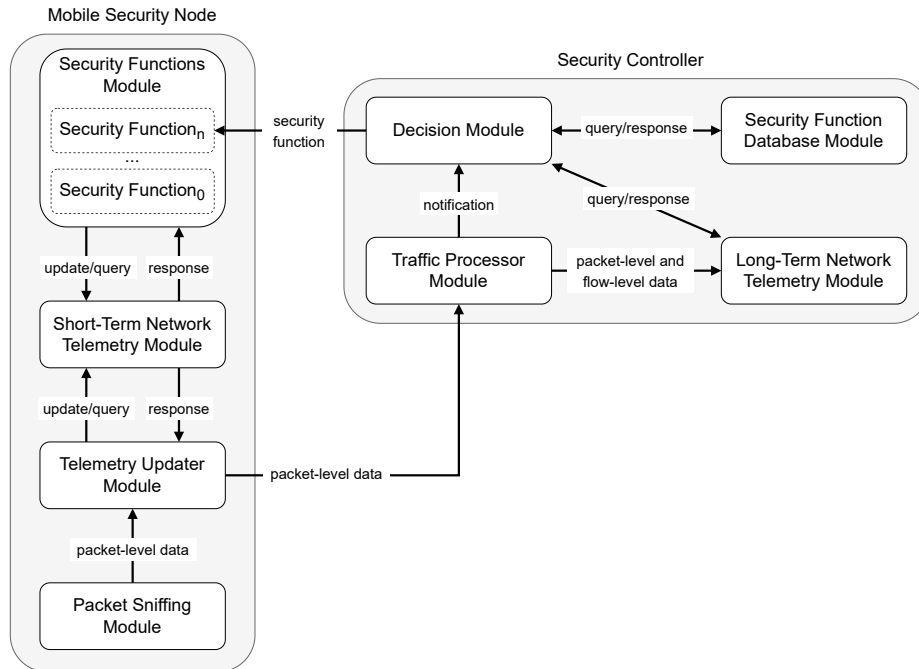 Mobile Security Node
Security Functions
Module
Security Functionₙ
...
Security Function₀
update/query
response
Short-Term Network
Telemetry Module
update/query
response
Telemetry Updater
Module
packet-level data
Packet Sniffing
Module
security
function
packet-level data
Security Controller
Decision Module
query/response
Security Function
Database Module
notification
query/response
Traffic Processor
Module
packet-level and
flow-level data
Long-Term Network
Telemetry Module